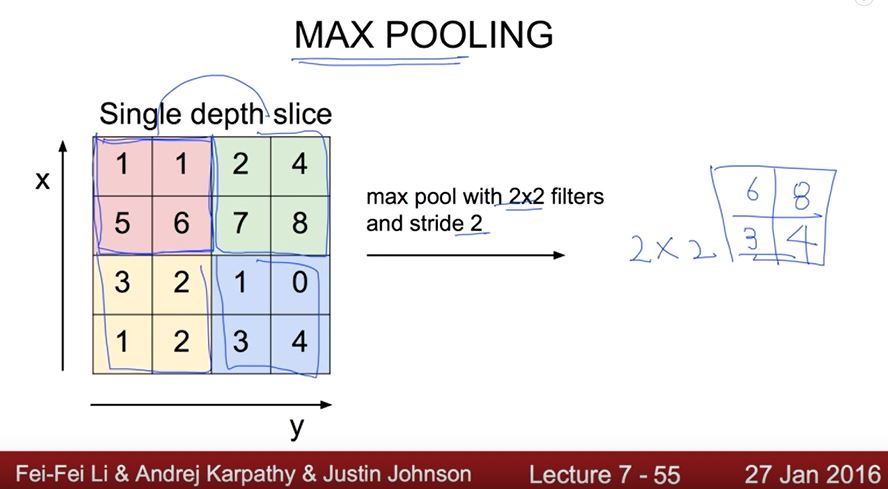 MAX POOLING
Single depth slice
x
1 1 2 4
5 6 7 8
3 2 1 0
1 2 3 4
y
max pool with 2x2 filters
and stride 2
2×2
6 8
3 4
Fei-Fei Li & Andrej Karpathy & Justin Johnson Lecture 7 - 55 27 Jan 2016